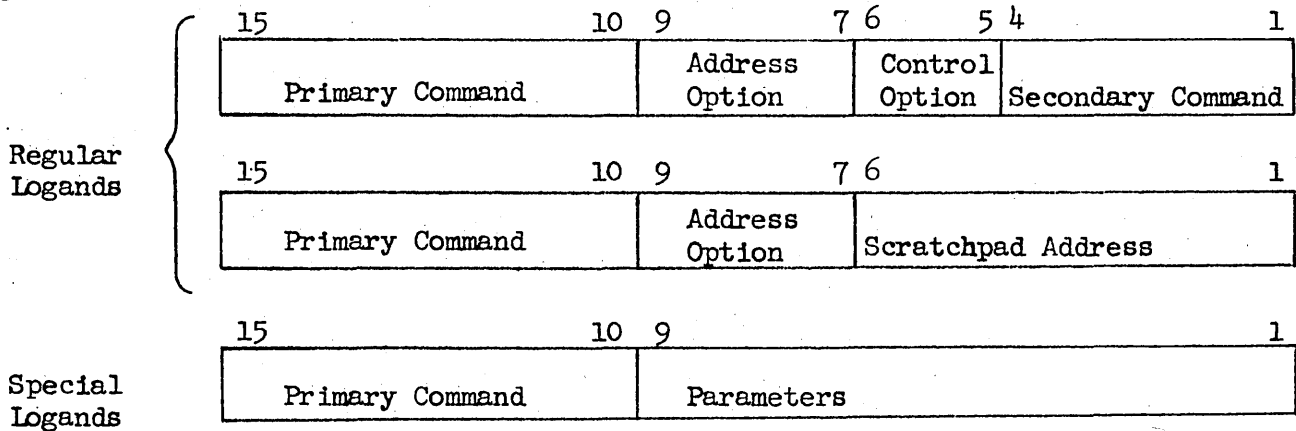 15 10 9 7 6 5 4 1
Primary Command
Address
Option
Control
Option
Secondary Command
Regular
Logands
15 10 9 7 6 1
Primary Command
Address
Option
Scratchpad Address
15 10 9 1
Special
Logands
Primary Command
Parameters